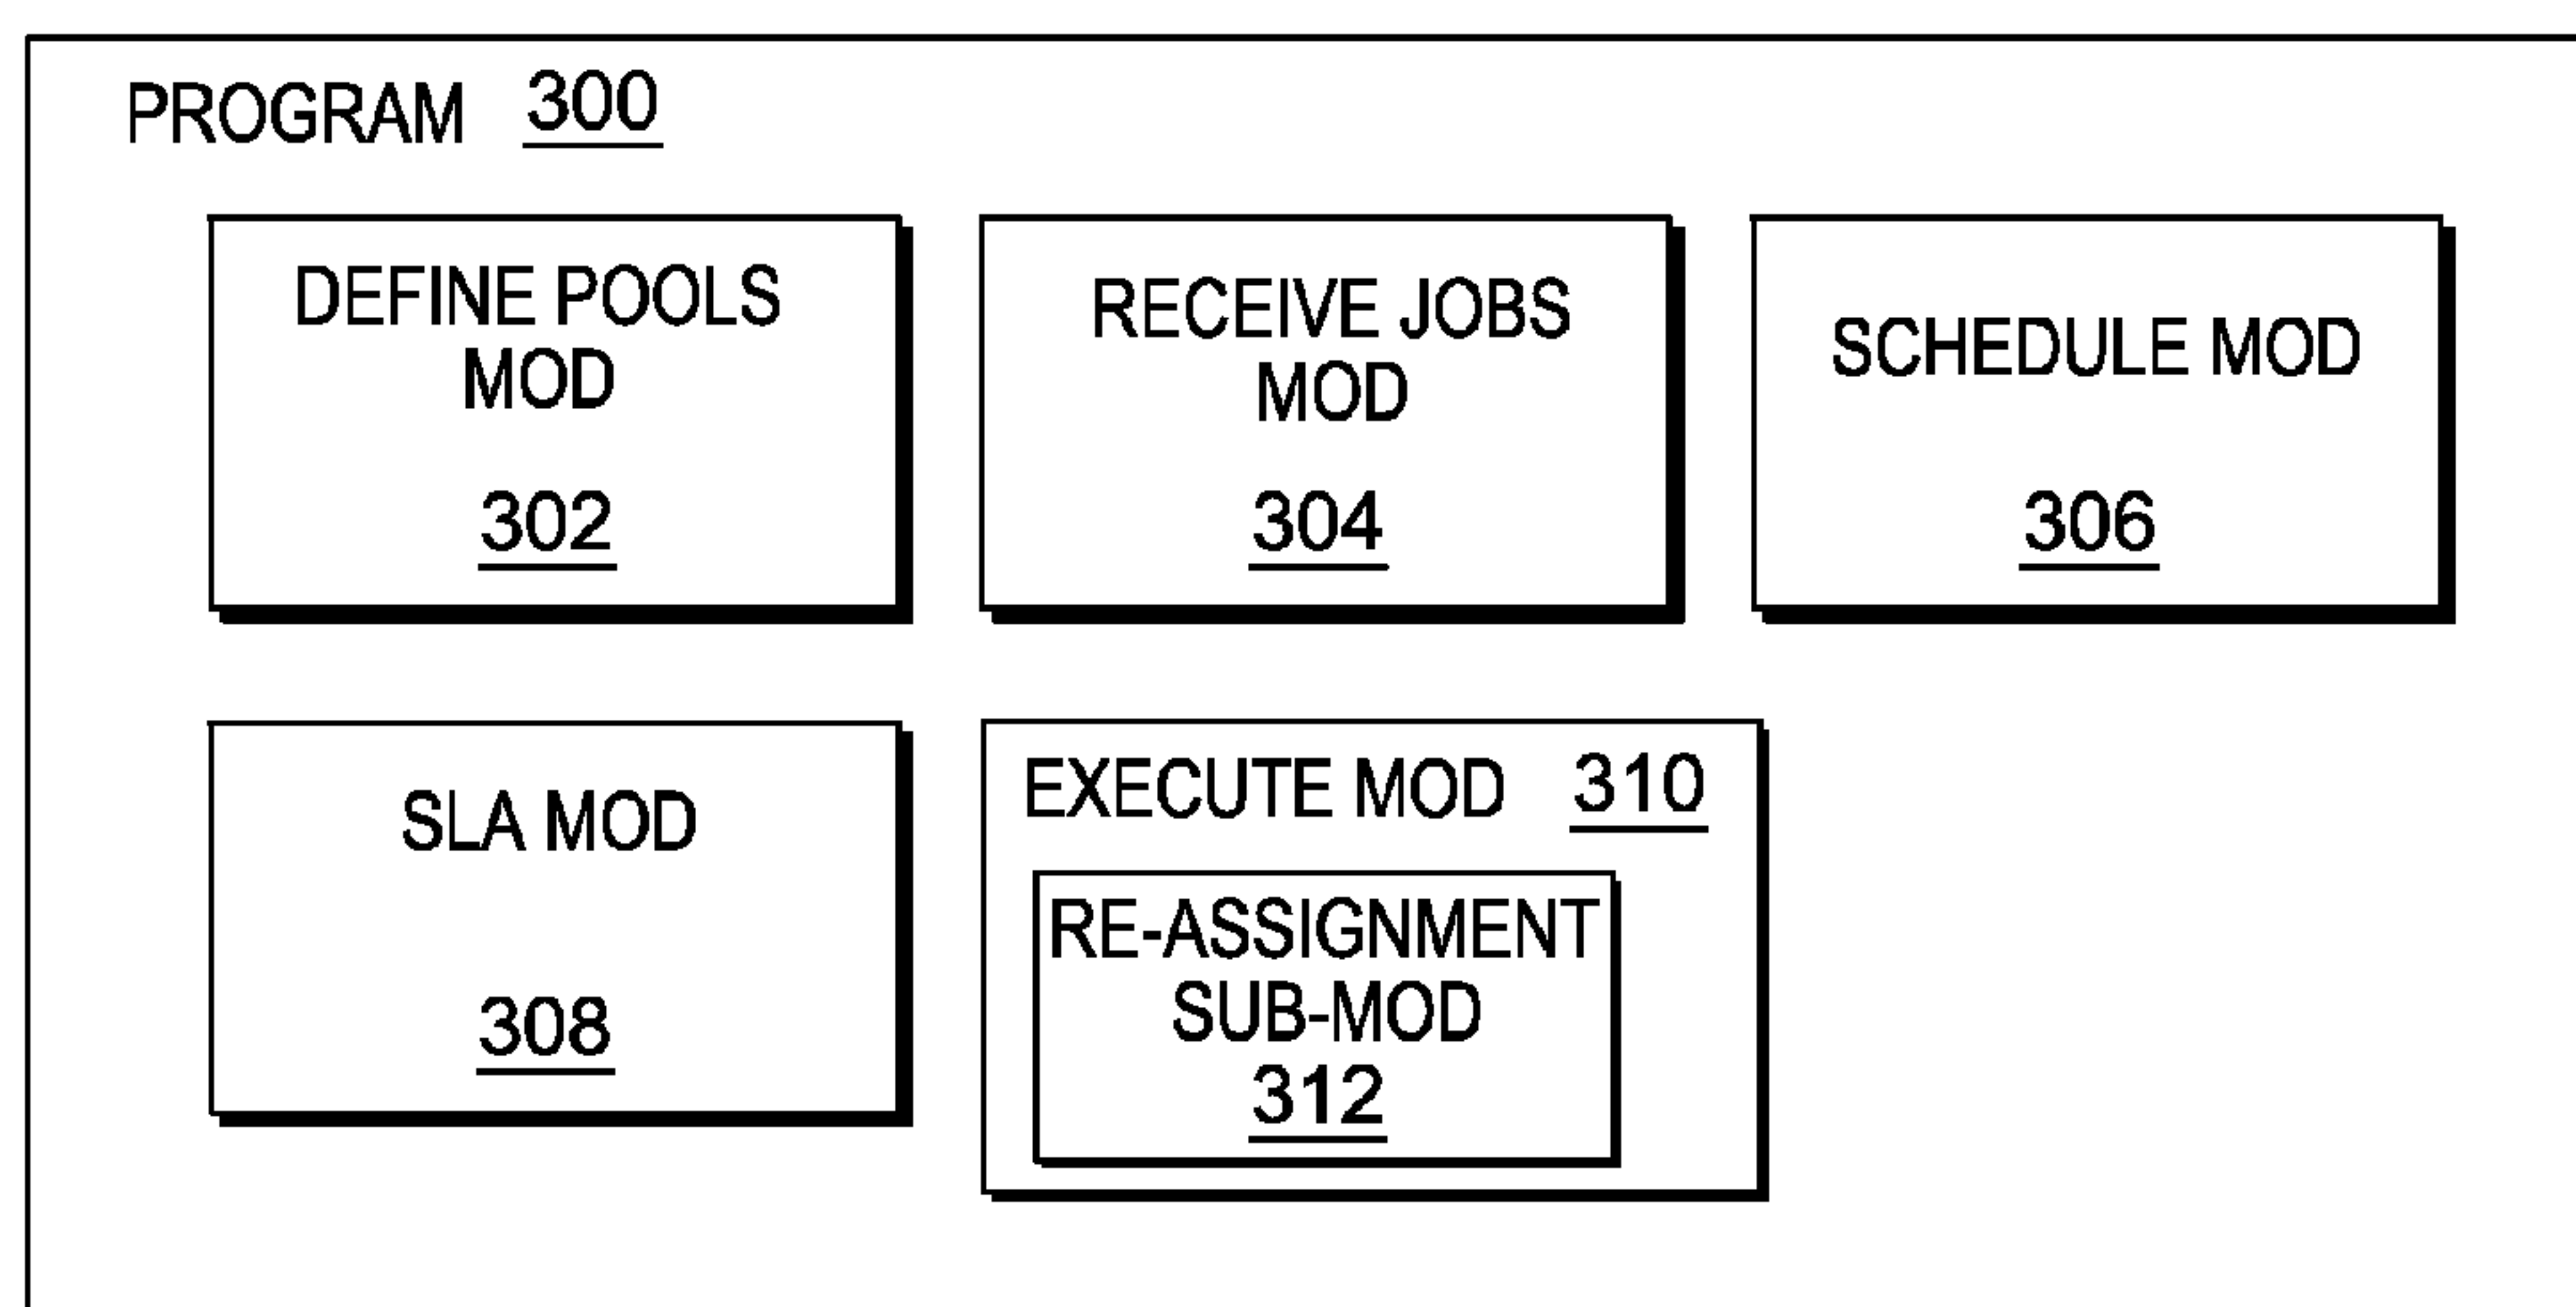 PROGRAM 300
DEFINE POOLS
MOD
302
RECEIVE JOBS
MOD
304
SCHEDULE MOD
306
SLA MOD
308
EXECUTE MOD 310
RE-ASSIGNMENT
SUB-MOD
312